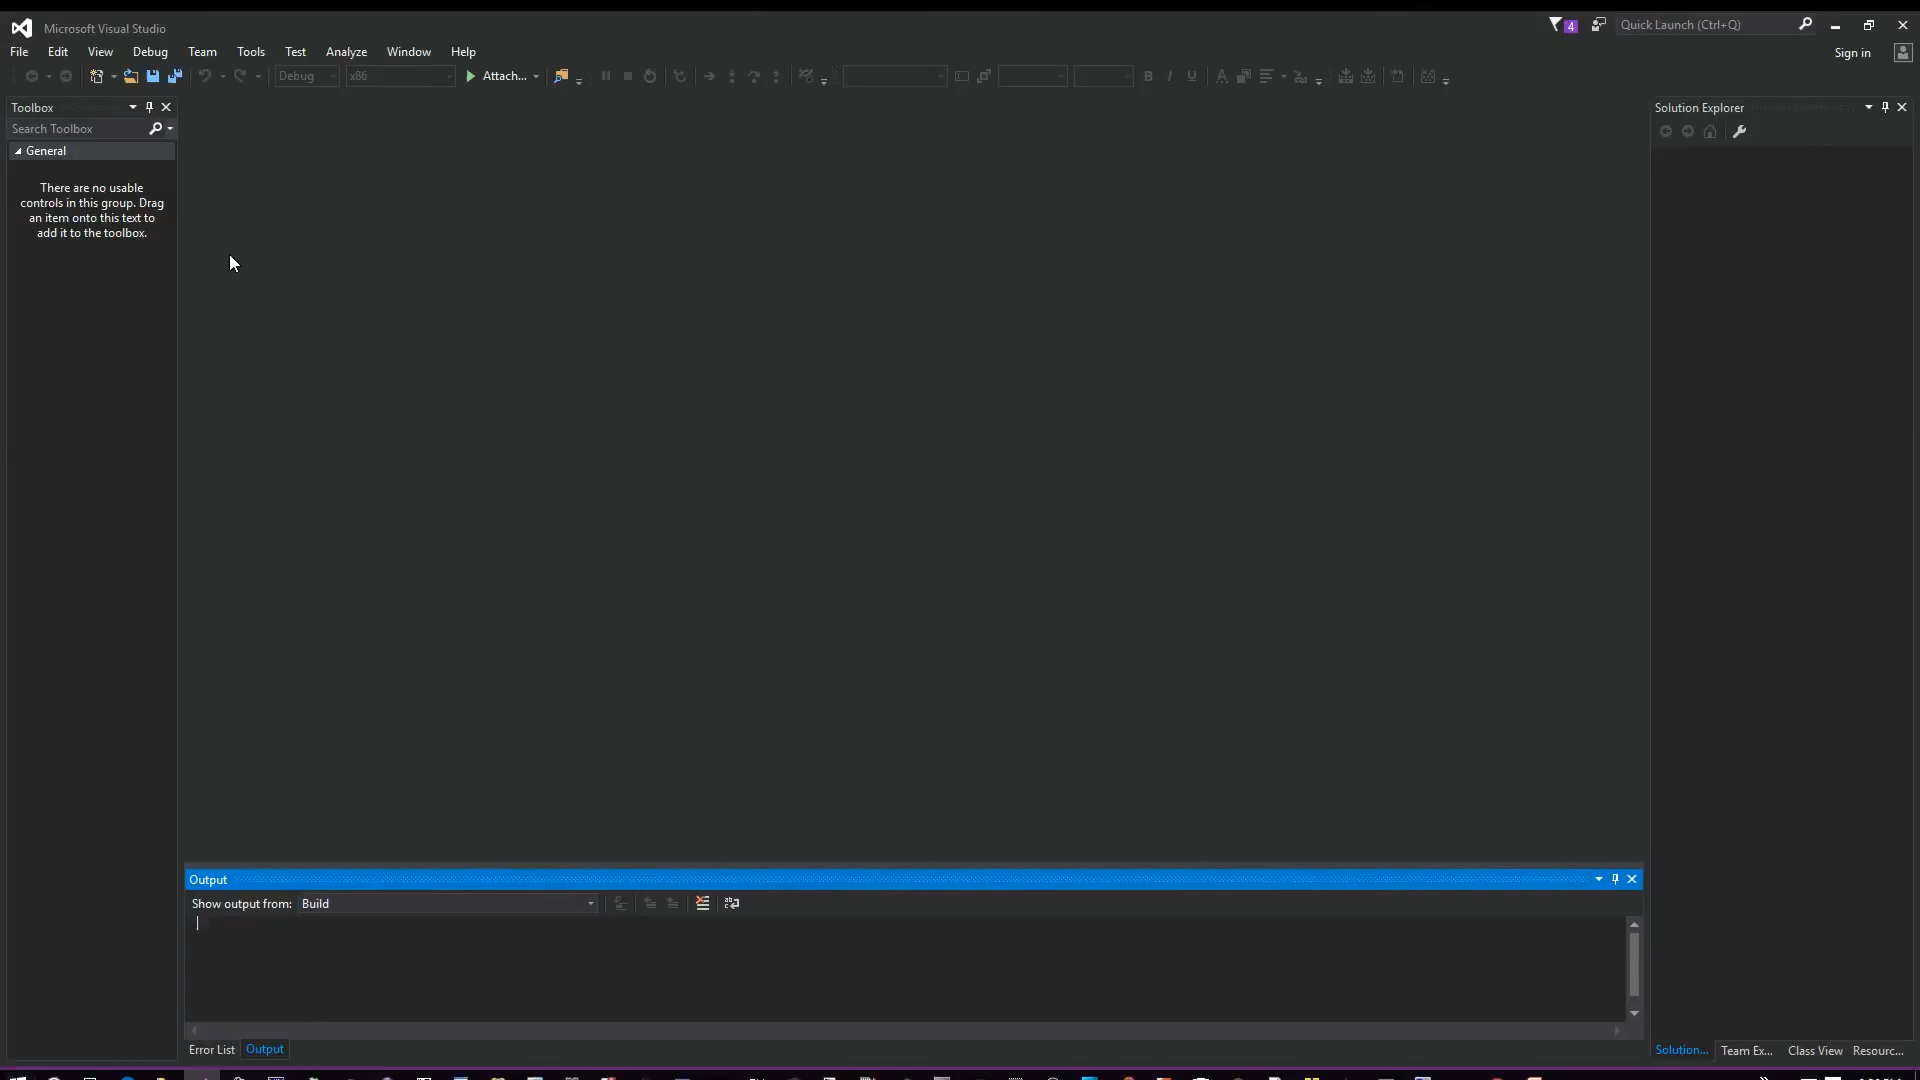 Microsoft Visual Studio
4
Quick Launch (Ctrl+Q)
File Edit View Debug Team Tools Test Analyze Window Help
Sign in
Debug x86 Attach...
Toolbox
Search Toolbox
General
There are no usable
controls in this group. Drag
an item onto this text to
add it to the toolbox.
Solution Explorer
Output
Show output from: Build
Error List Output
Solution... Team Ex... Class View Resourc...